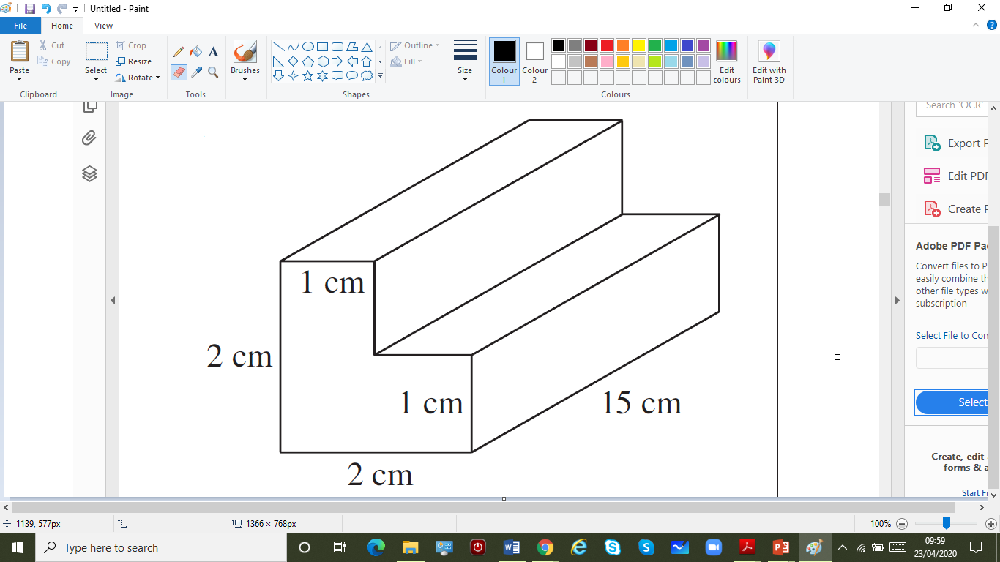 Untitled - Paint
File Home View
Paste
Cut
Copy
Clipboard
Select
Crop
Resize
Rotate
Image
A
Tools
Brushes
Outline
Fill
Shapes
Size
Colour 1
Colour 2
Edit colours
Edit with Paint 3D
Colours
1 cm
2 cm
1 cm
15 cm
2 cm
Search 'OCR'
Export P
Edit PDF
Create P
Adobe PDF Pa
Convert files to P
easily combine th
other file types w
subscription
Select File to Con
Select
Create, edit
forms & a
Start Fr
1139, 577px
1366 × 768px
100%
Type here to search
09:59
23/04/2020